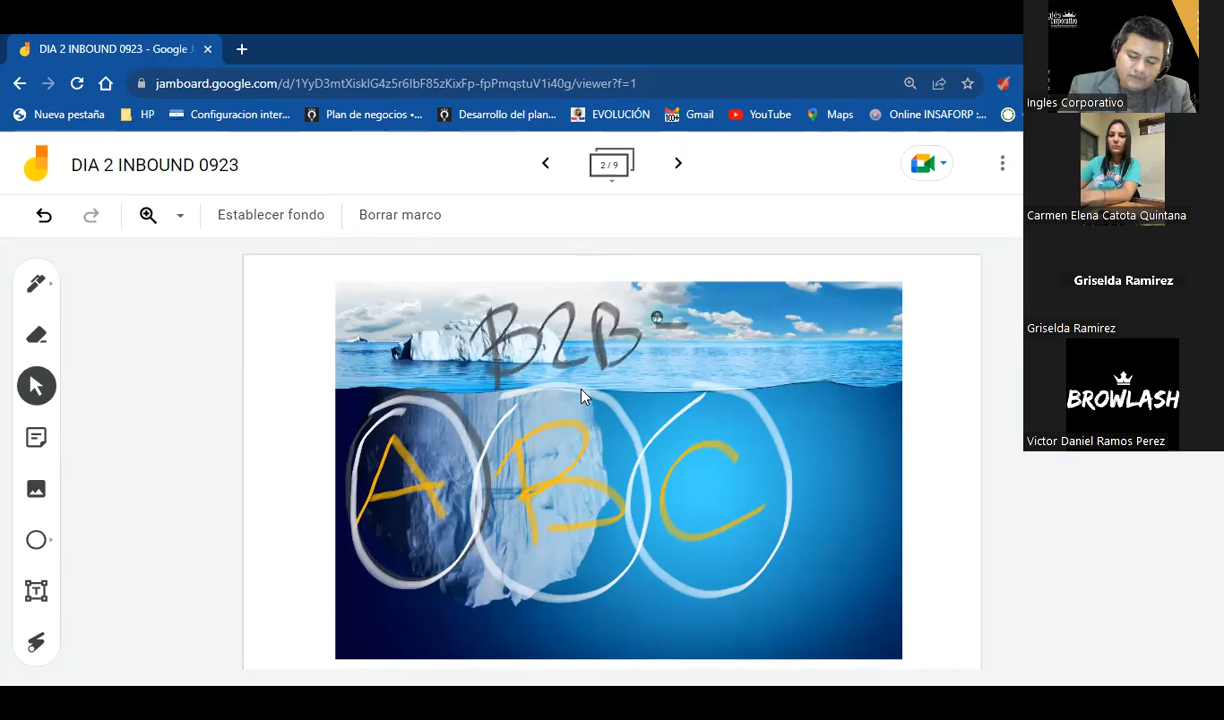 DIA 2 INBOUND 0923 - Google J
jamboard.google.com/d/1YyD3mtXiskIG4z5r6IbF85zKixFp-fpPmqstuV1i40g/viewer?f=1
Nueva pestaña
HP
Configuracion inter...
Plan de negocios •...
Desarrollo del plan...
EVOLUCIÓN
Gmail
YouTube
Maps
Online INSAFORP :...
DIA 2 INBOUND 0923
2 / 9
Establecer fondo
Borrar marco
B2B-
A B C
Ingles Corporativo
Carmen Elena Catota Quintana
Griselda Ramirez
Griselda Ramirez
BROWLASH
Victor Daniel Ramos Perez